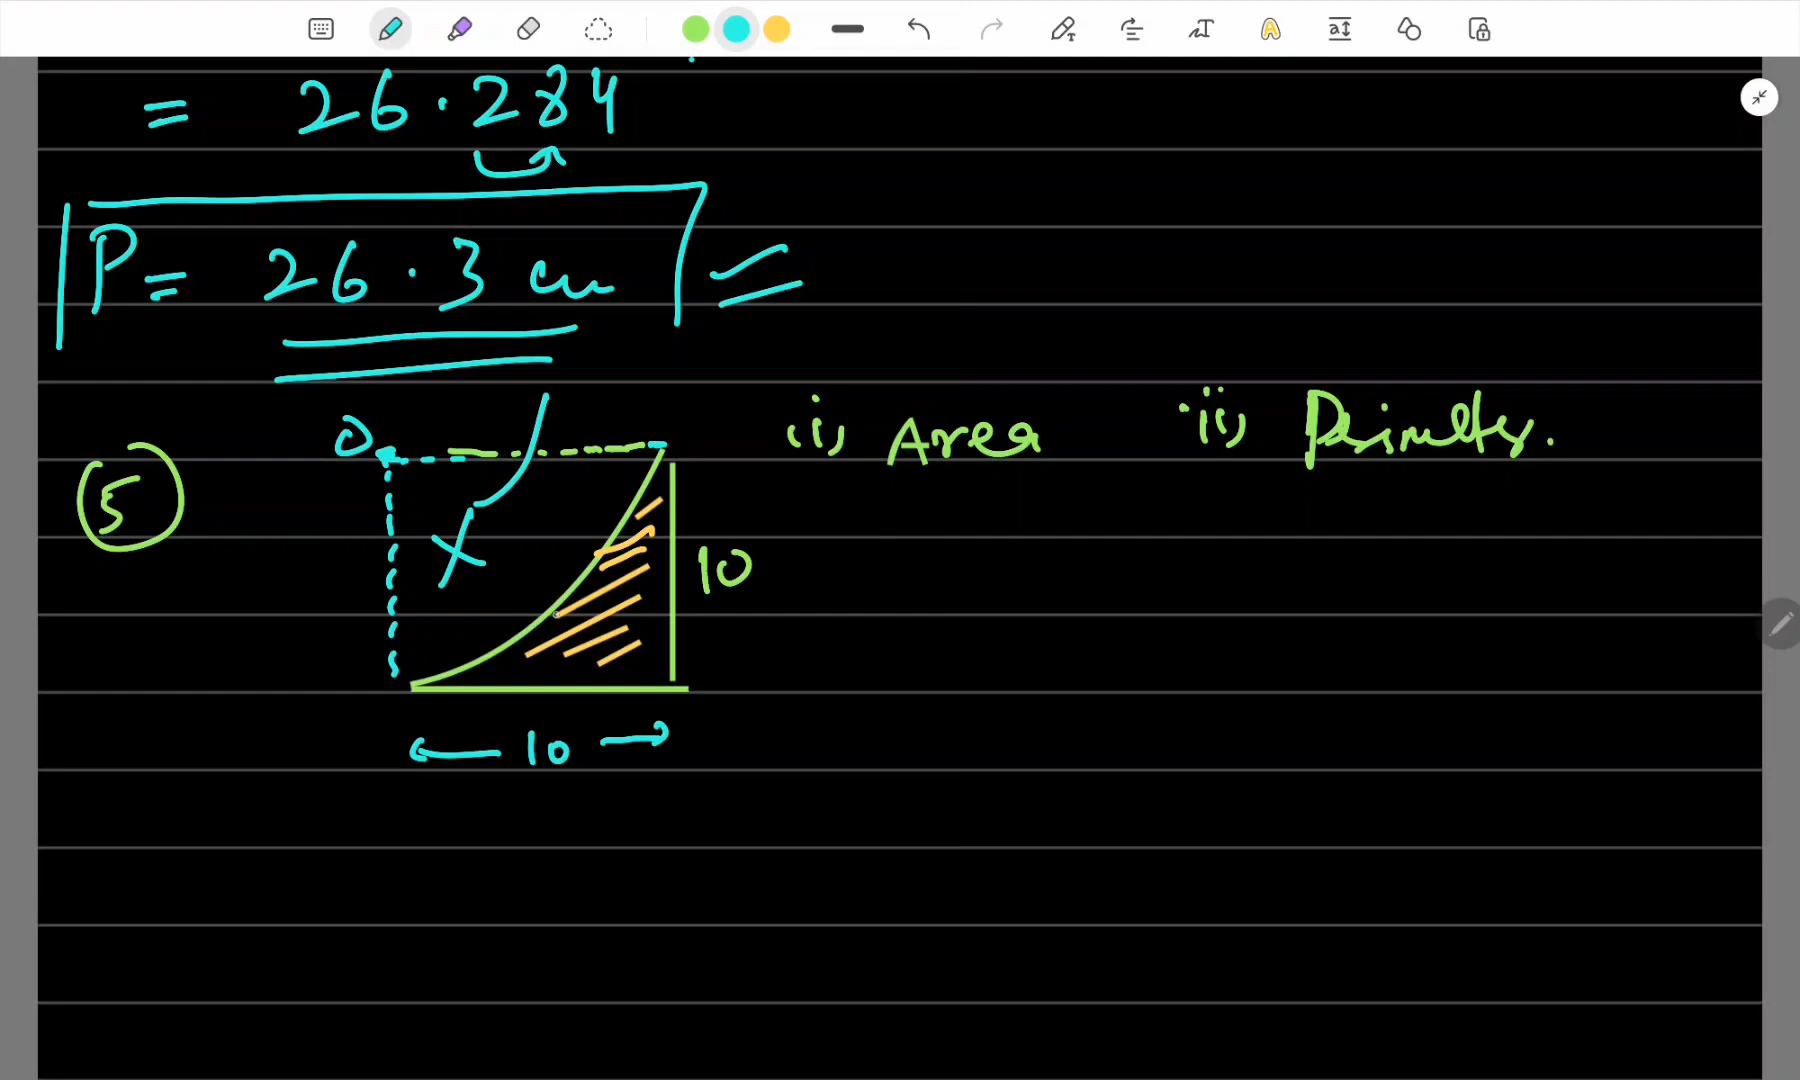 = 26.284
P = 26.3 cm
O
(i) Area (ii) Perimeter.
5
10
10